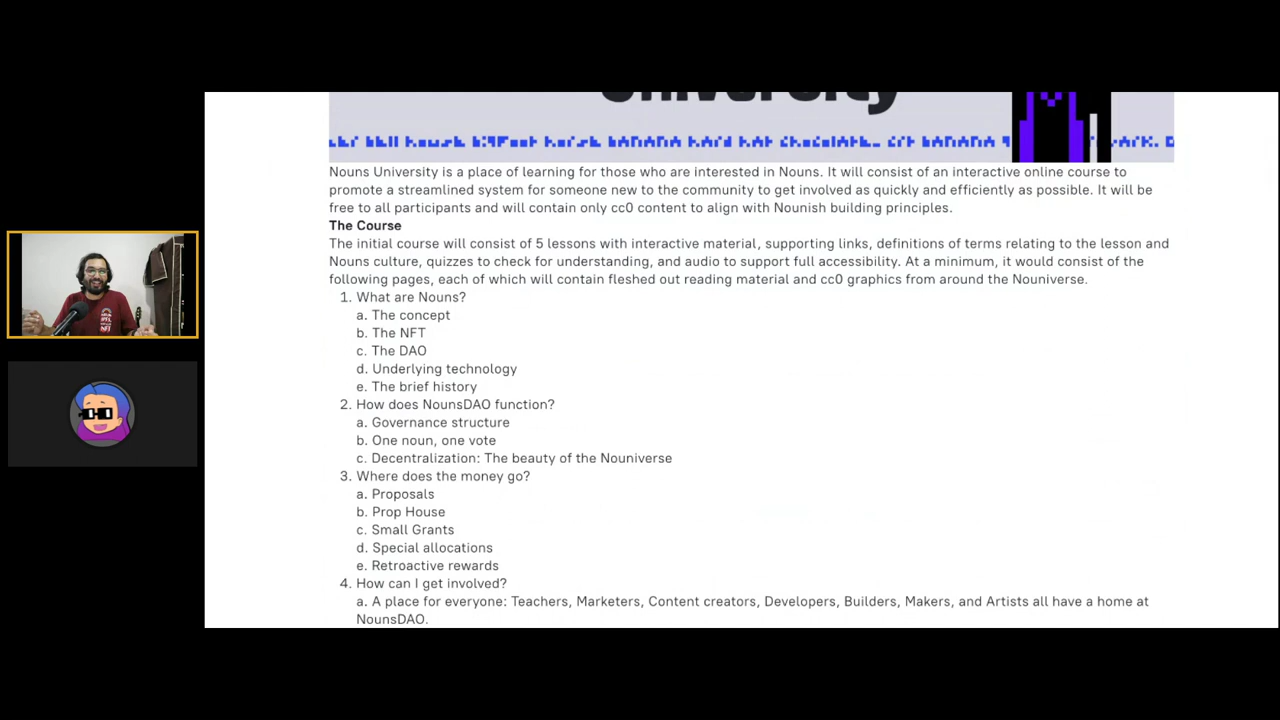 University
Nouns University is a place of learning for those who are interested in Nouns. It will consist of an interactive online course to
promote a streamlined system for someone new to the community to get involved as quickly and efficiently as possible. It will be
free to all participants and will contain only cc0 content to align with Nounish building principles.
The Course
The initial course will consist of 5 lessons with interactive material, supporting links, definitions of terms relating to the lesson and
Nouns culture, quizzes to check for understanding, and audio to support full accessibility. At a minimum, it would consist of the
following pages, each of which will contain fleshed out reading material and cc0 graphics from around the Nouniverse.
1. What are Nouns?
a. The concept
b. The NFT
c. The DAO
d. Underlying technology
e. The brief history
2. How does NounsDAO function?
a. Governance structure
b. One noun, one vote
c. Decentralization: The beauty of the Nouniverse
3. Where does the money go?
a. Proposals
b. Prop House
c. Small Grants
d. Special allocations
e. Retroactive rewards
4. How can I get involved?
a. A place for everyone: Teachers, Marketers, Content creators, Developers, Builders, Makers, and Artists all have a home at
NounsDAO.